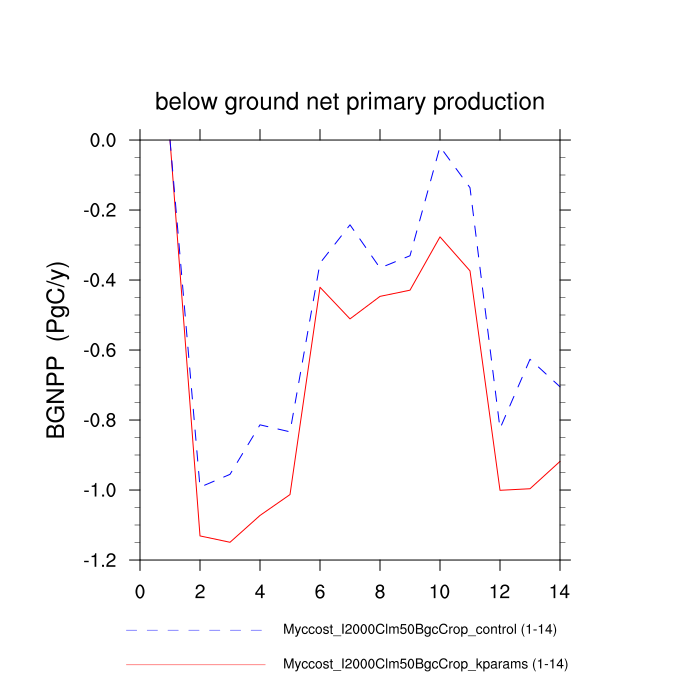 below ground net primary production
BGNPP (PgC/y)
0.0
-0.2
-0.4
-0.6
-0.8
-1.0
-1.2
0 2 4 6 8 10 12 14
Myccost_I2000Clm50BgcCrop_control (1-14)
Myccost_I2000Clm50BgcCrop_kparams (1-14)